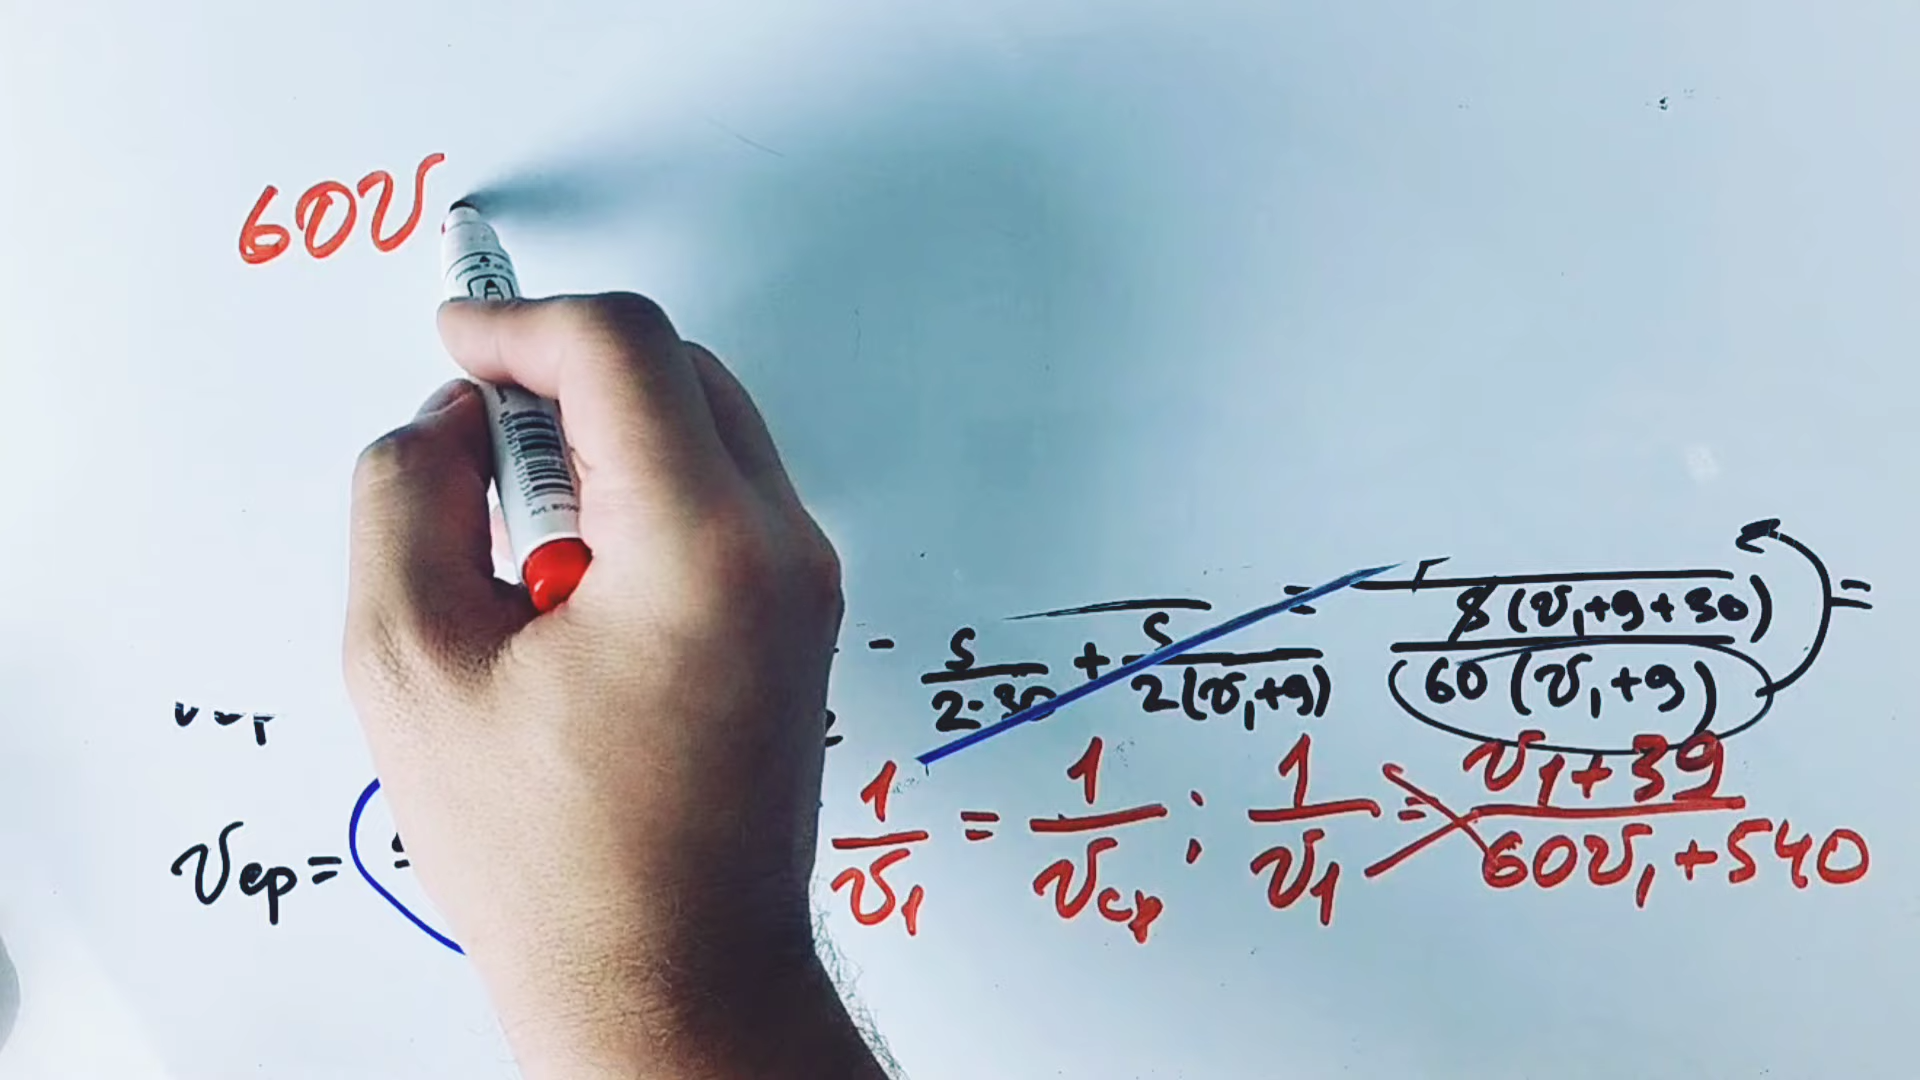 60v
- s/(2·30) + s/(2(v₁+9)) = s(v₁+9+30)/(60(v₁+9)) =
vср = 1/v₁ = 1/vср ; 1/v₁ = (v₁+39)/(60v₁+540)